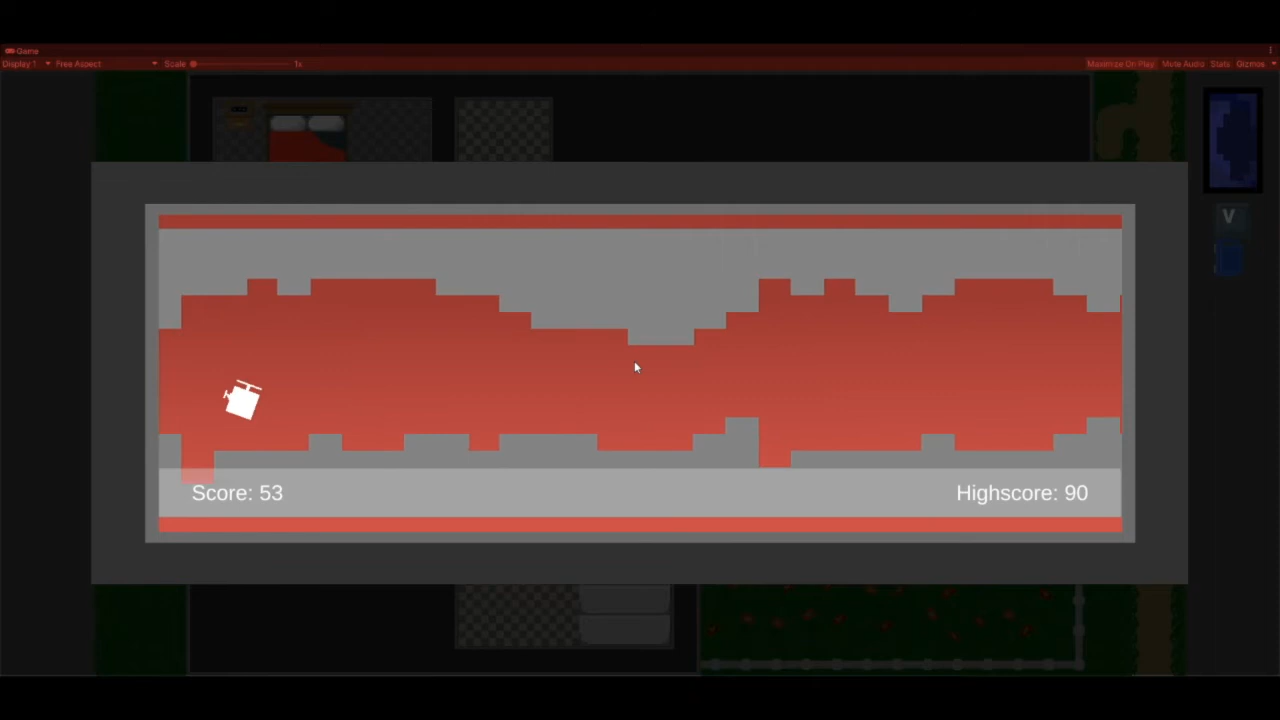 Game
Display 1 Free Aspect Scale 1x Maximize On Play Mute Audio Stats Gizmos
V
Score: 53 Highscore: 90